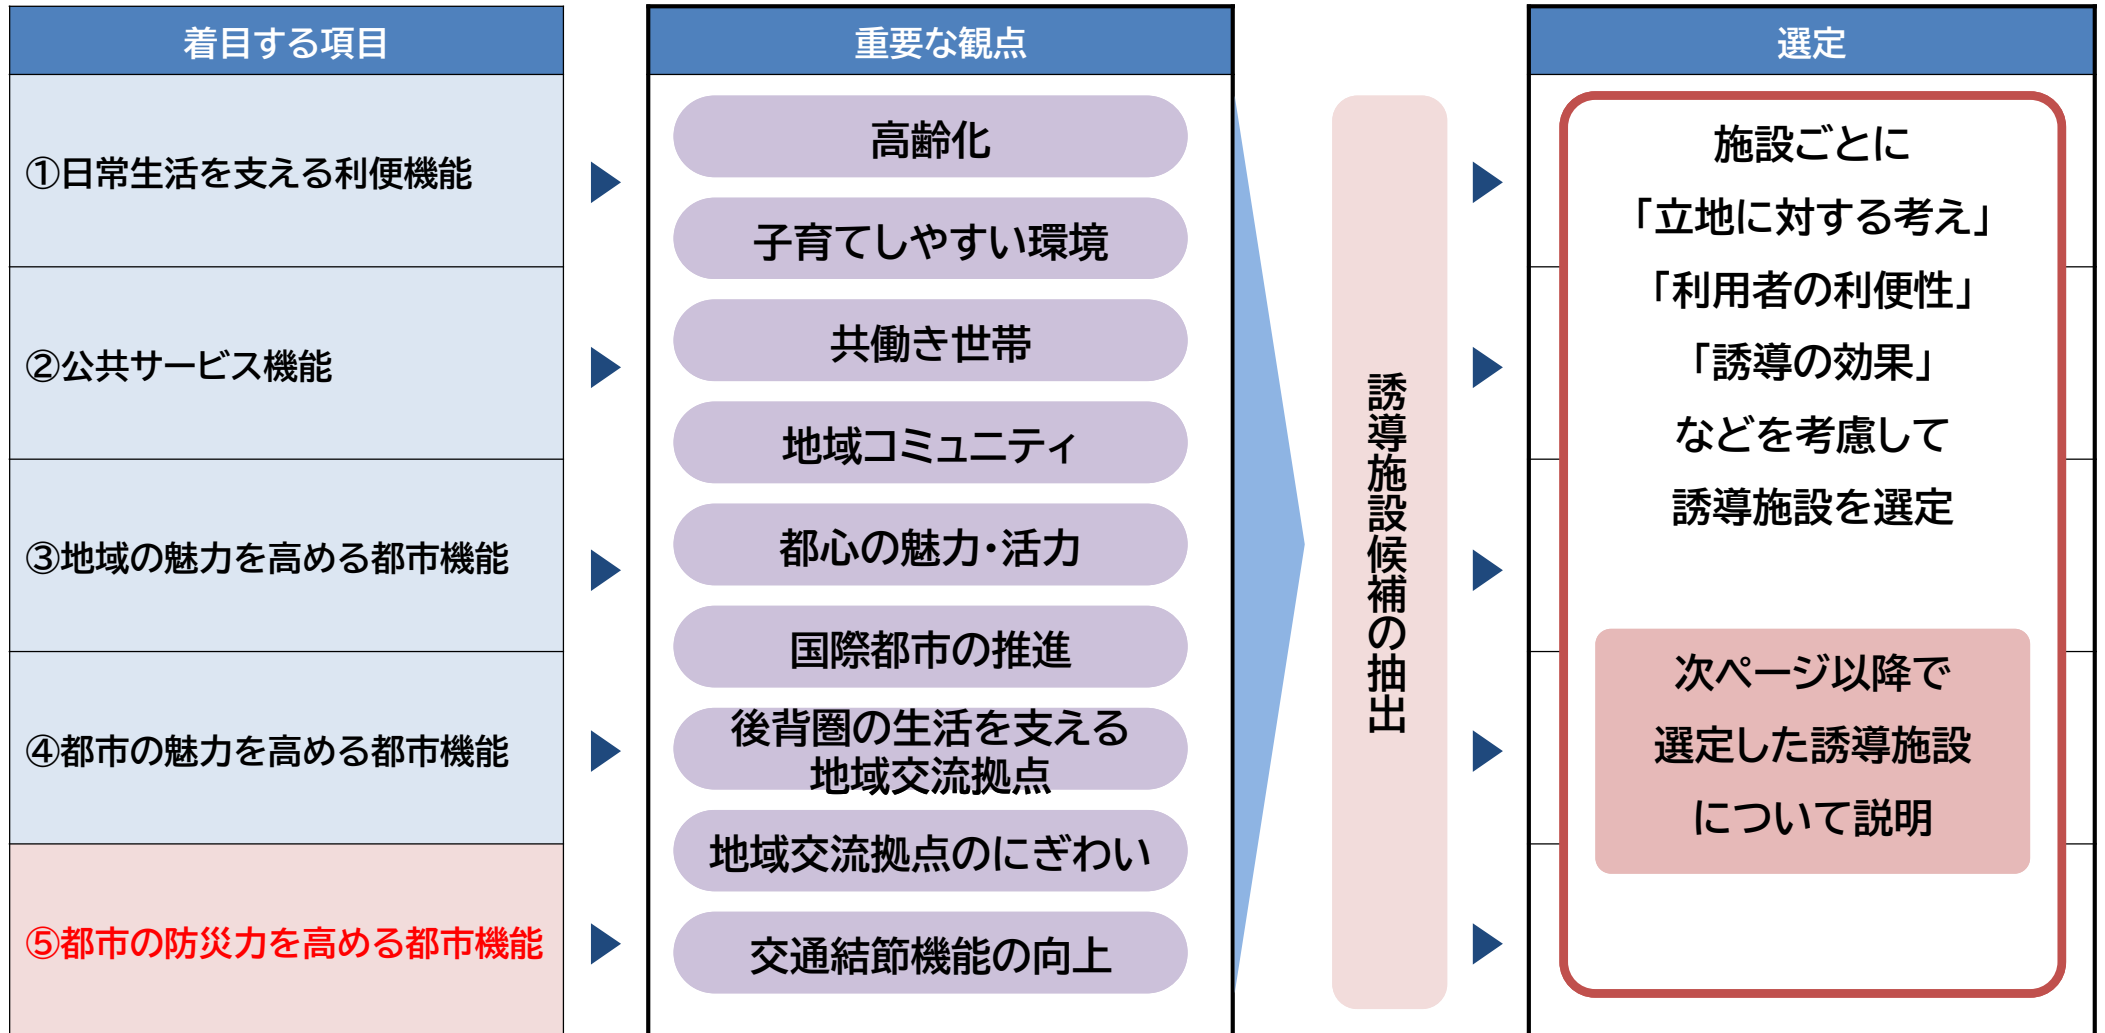 着目する項目
①日常生活を支える利便機能
②公共サービス機能
③地域の魅力を高める都市機能
④都市の魅力を高める都市機能
⑤都市の防災力を高める都市機能
重要な観点
高齢化
子育てしやすい環境
共働き世帯
地域コミュニティ
都心の魅力・活力
国際都市の推進
後背圏の生活を支える
地域交流拠点
地域交流拠点のにぎわい
交通結節機能の向上
誘導施設候補の抽出
選定
施設ごとに
「立地に対する考え」
「利用者の利便性」
「誘導の効果」
などを考慮して
誘導施設を選定
次ページ以降で
選定した誘導施設
について説明